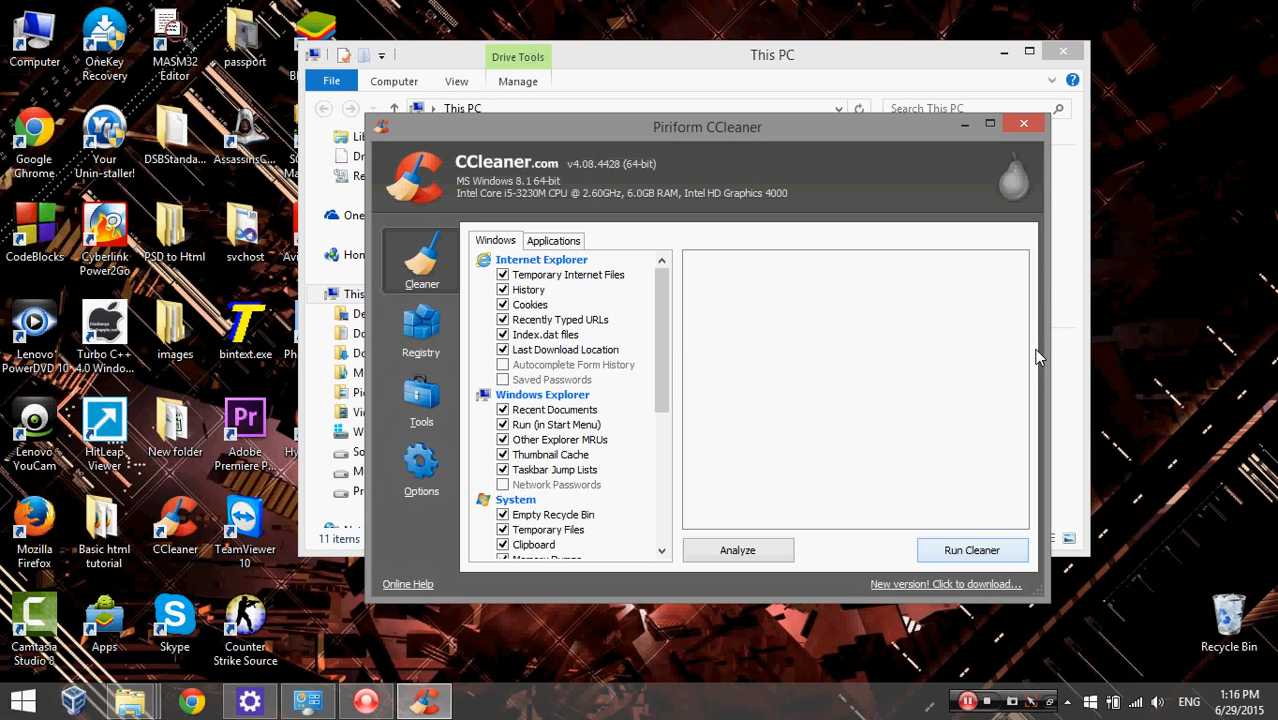 Computer
OneKey
Recovery
MASM32
Editor
passport
Google
Chrome
Your
Unin-staller!
DSBStanda...
AssassinsC...
CodeBlocks
Cyberlink
Power2Go
PSD to Html
svchost
Lenovo
PowerDVD 10
Turbo C++
4.0 Windo...
images
bintext.exe
Lenovo
YouCam
HitLeap
Viewer
New folder
Pr
Adobe
Premiere P...
Mozilla
Firefox
Basic html
tutorial
CCleaner
TeamViewer
10
Camtasia
Studio 8
Apps
Skype
Counter
Strike Source
Recycle Bin
Drive Tools
This PC
File
Computer
View
Manage
This PC
Search This PC
11 items
Piriform CCleaner
CCleaner.com v4.08.4428 (64-bit)
MS Windows 8.1 64-bit
Intel Core i5-3230M CPU @ 2.60GHz, 6.0GB RAM, Intel HD Graphics 4000
Cleaner
Registry
Tools
Options
Windows
Applications
Internet Explorer
Temporary Internet Files
History
Cookies
Recently Typed URLs
Index.dat files
Last Download Location
Autocomplete Form History
Saved Passwords
Windows Explorer
Recent Documents
Run (in Start Menu)
Other Explorer MRUs
Thumbnail Cache
Taskbar Jump Lists
Network Passwords
System
Empty Recycle Bin
Temporary Files
Clipboard
Analyze
Run Cleaner
Online Help
New version! Click to download...
ENG
1:16 PM
6/29/2015